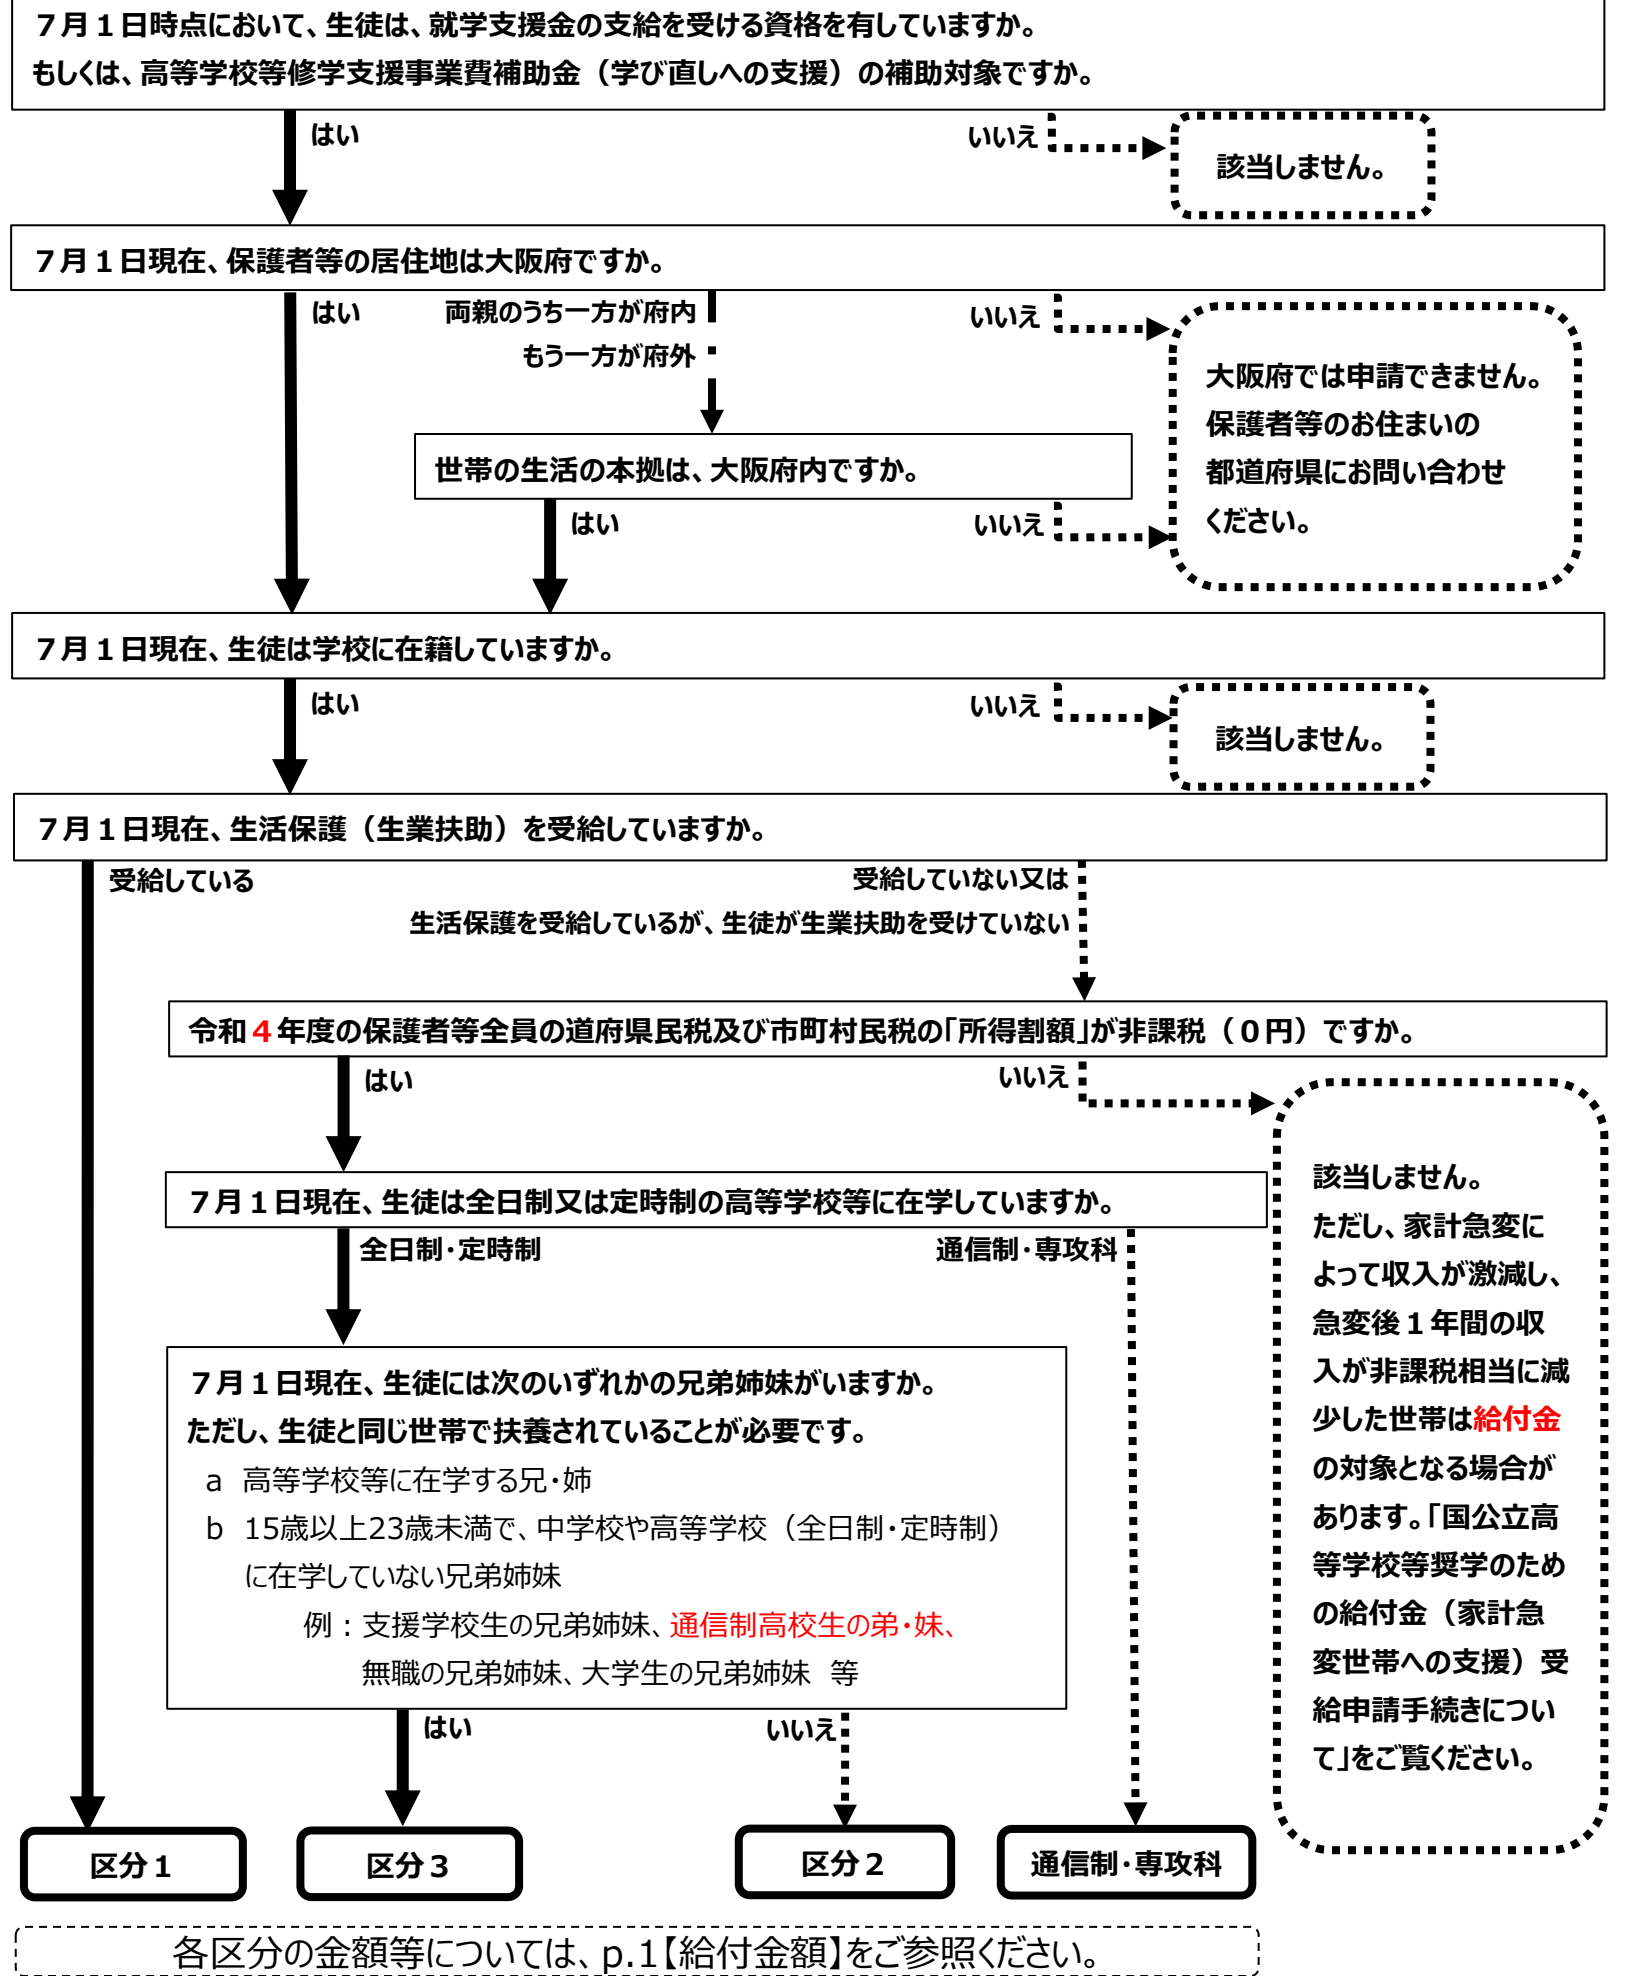 ７月１日時点において、生徒は、就学支援金の支給を受ける資格を有していますか。
もしくは、高等学校等修学支援事業費補助金（学び直しへの支援）の補助対象ですか。
はい
いいえ
該当しません。
７月１日現在、保護者等の居住地は大阪府ですか。
はい
両親のうち一方が府内
もう一方が府外
いいえ
大阪府では申請できません。
保護者等のお住まいの
都道府県にお問い合わせ
ください。
世帯の生活の本拠は、大阪府内ですか。
はい
いいえ
７月１日現在、生徒は学校に在籍していますか。
はい
いいえ
該当しません。
７月１日現在、生活保護（生業扶助）を受給していますか。
受給している
受給していない又は
生活保護を受給しているが、生徒が生業扶助を受けていない
令和４年度の保護者等全員の道府県民税及び市町村民税の「所得割額」が非課税（０円）ですか。
はい
いいえ
該当しません。
ただし、家計急変に
よって収入が激減し、
急変後１年間の収
入が非課税相当に減
少した世帯は給付金
の対象となる場合が
あります。「国公立高
等学校等奨学のため
の給付金（家計急
変世帯への支援）受
給申請手続きについ
て」をご覧ください。
７月１日現在、生徒は全日制又は定時制の高等学校等に在学していますか。
全日制・定時制
通信制・専攻科
７月１日現在、生徒には次のいずれかの兄弟姉妹がいますか。
ただし、生徒と同じ世帯で扶養されていることが必要です。
a 高等学校等に在学する兄・姉
b 15歳以上23歳未満で、中学校や高等学校（全日制・定時制）
に在学していない兄弟姉妹
例：支援学校生の兄弟姉妹、通信制高校生の弟・妹、
無職の兄弟姉妹、大学生の兄弟姉妹 等
はい
いいえ
区分１
区分３
区分２
通信制・専攻科
各区分の金額等については、p.1【給付金額】をご参照ください。